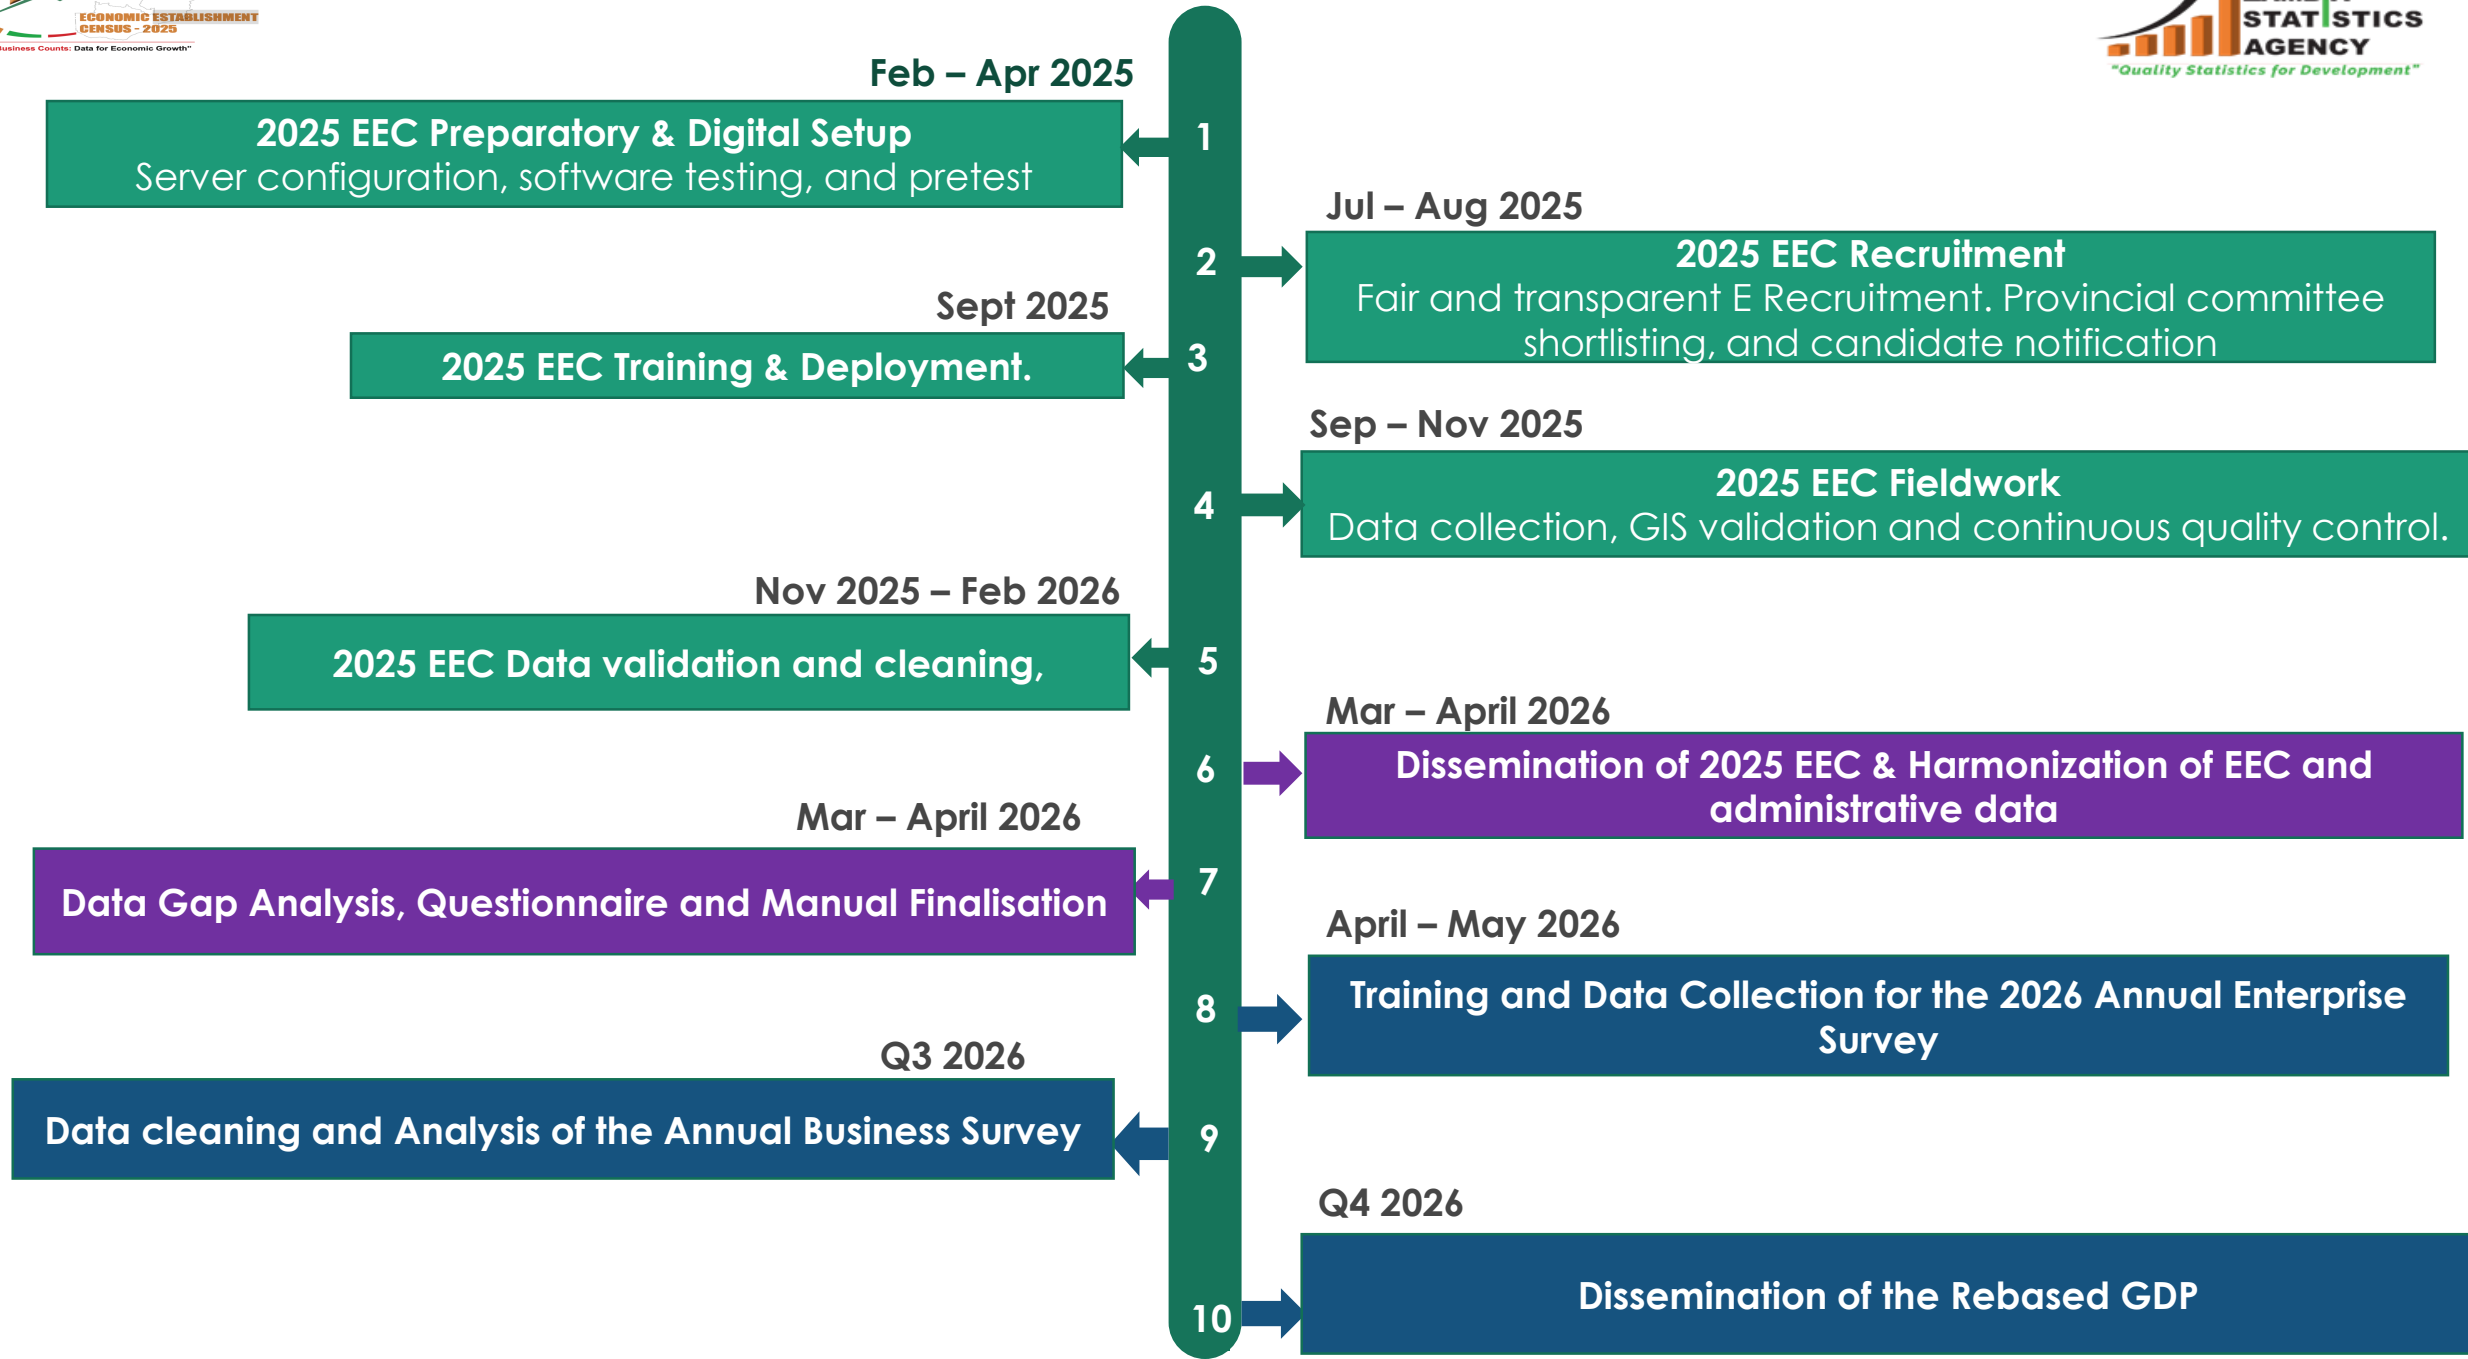 ECONOMIC ESTABLISHMENT
CENSUS - 2025
Business Counts: Data for Economic Growth"
STATISTICS
AGENCY
"Quality Statistics for Development"
Feb – Apr 2025
1
2025 EEC Preparatory & Digital Setup
Server configuration, software testing, and pretest
Jul – Aug 2025
2
2025 EEC Recruitment
Fair and transparent E Recruitment. Provincial committee
shortlisting, and candidate notification
Sept 2025
3
2025 EEC Training & Deployment.
Sep – Nov 2025
4
2025 EEC Fieldwork
Data collection, GIS validation and continuous quality control.
Nov 2025 – Feb 2026
5
2025 EEC Data validation and cleaning,
Mar – April 2026
6
Dissemination of 2025 EEC & Harmonization of EEC and
administrative data
Mar – April 2026
7
Data Gap Analysis, Questionnaire and Manual Finalisation
April – May 2026
8
Training and Data Collection for the 2026 Annual Enterprise
Survey
Q3 2026
9
Data cleaning and Analysis of the Annual Business Survey
Q4 2026
10
Dissemination of the Rebased GDP